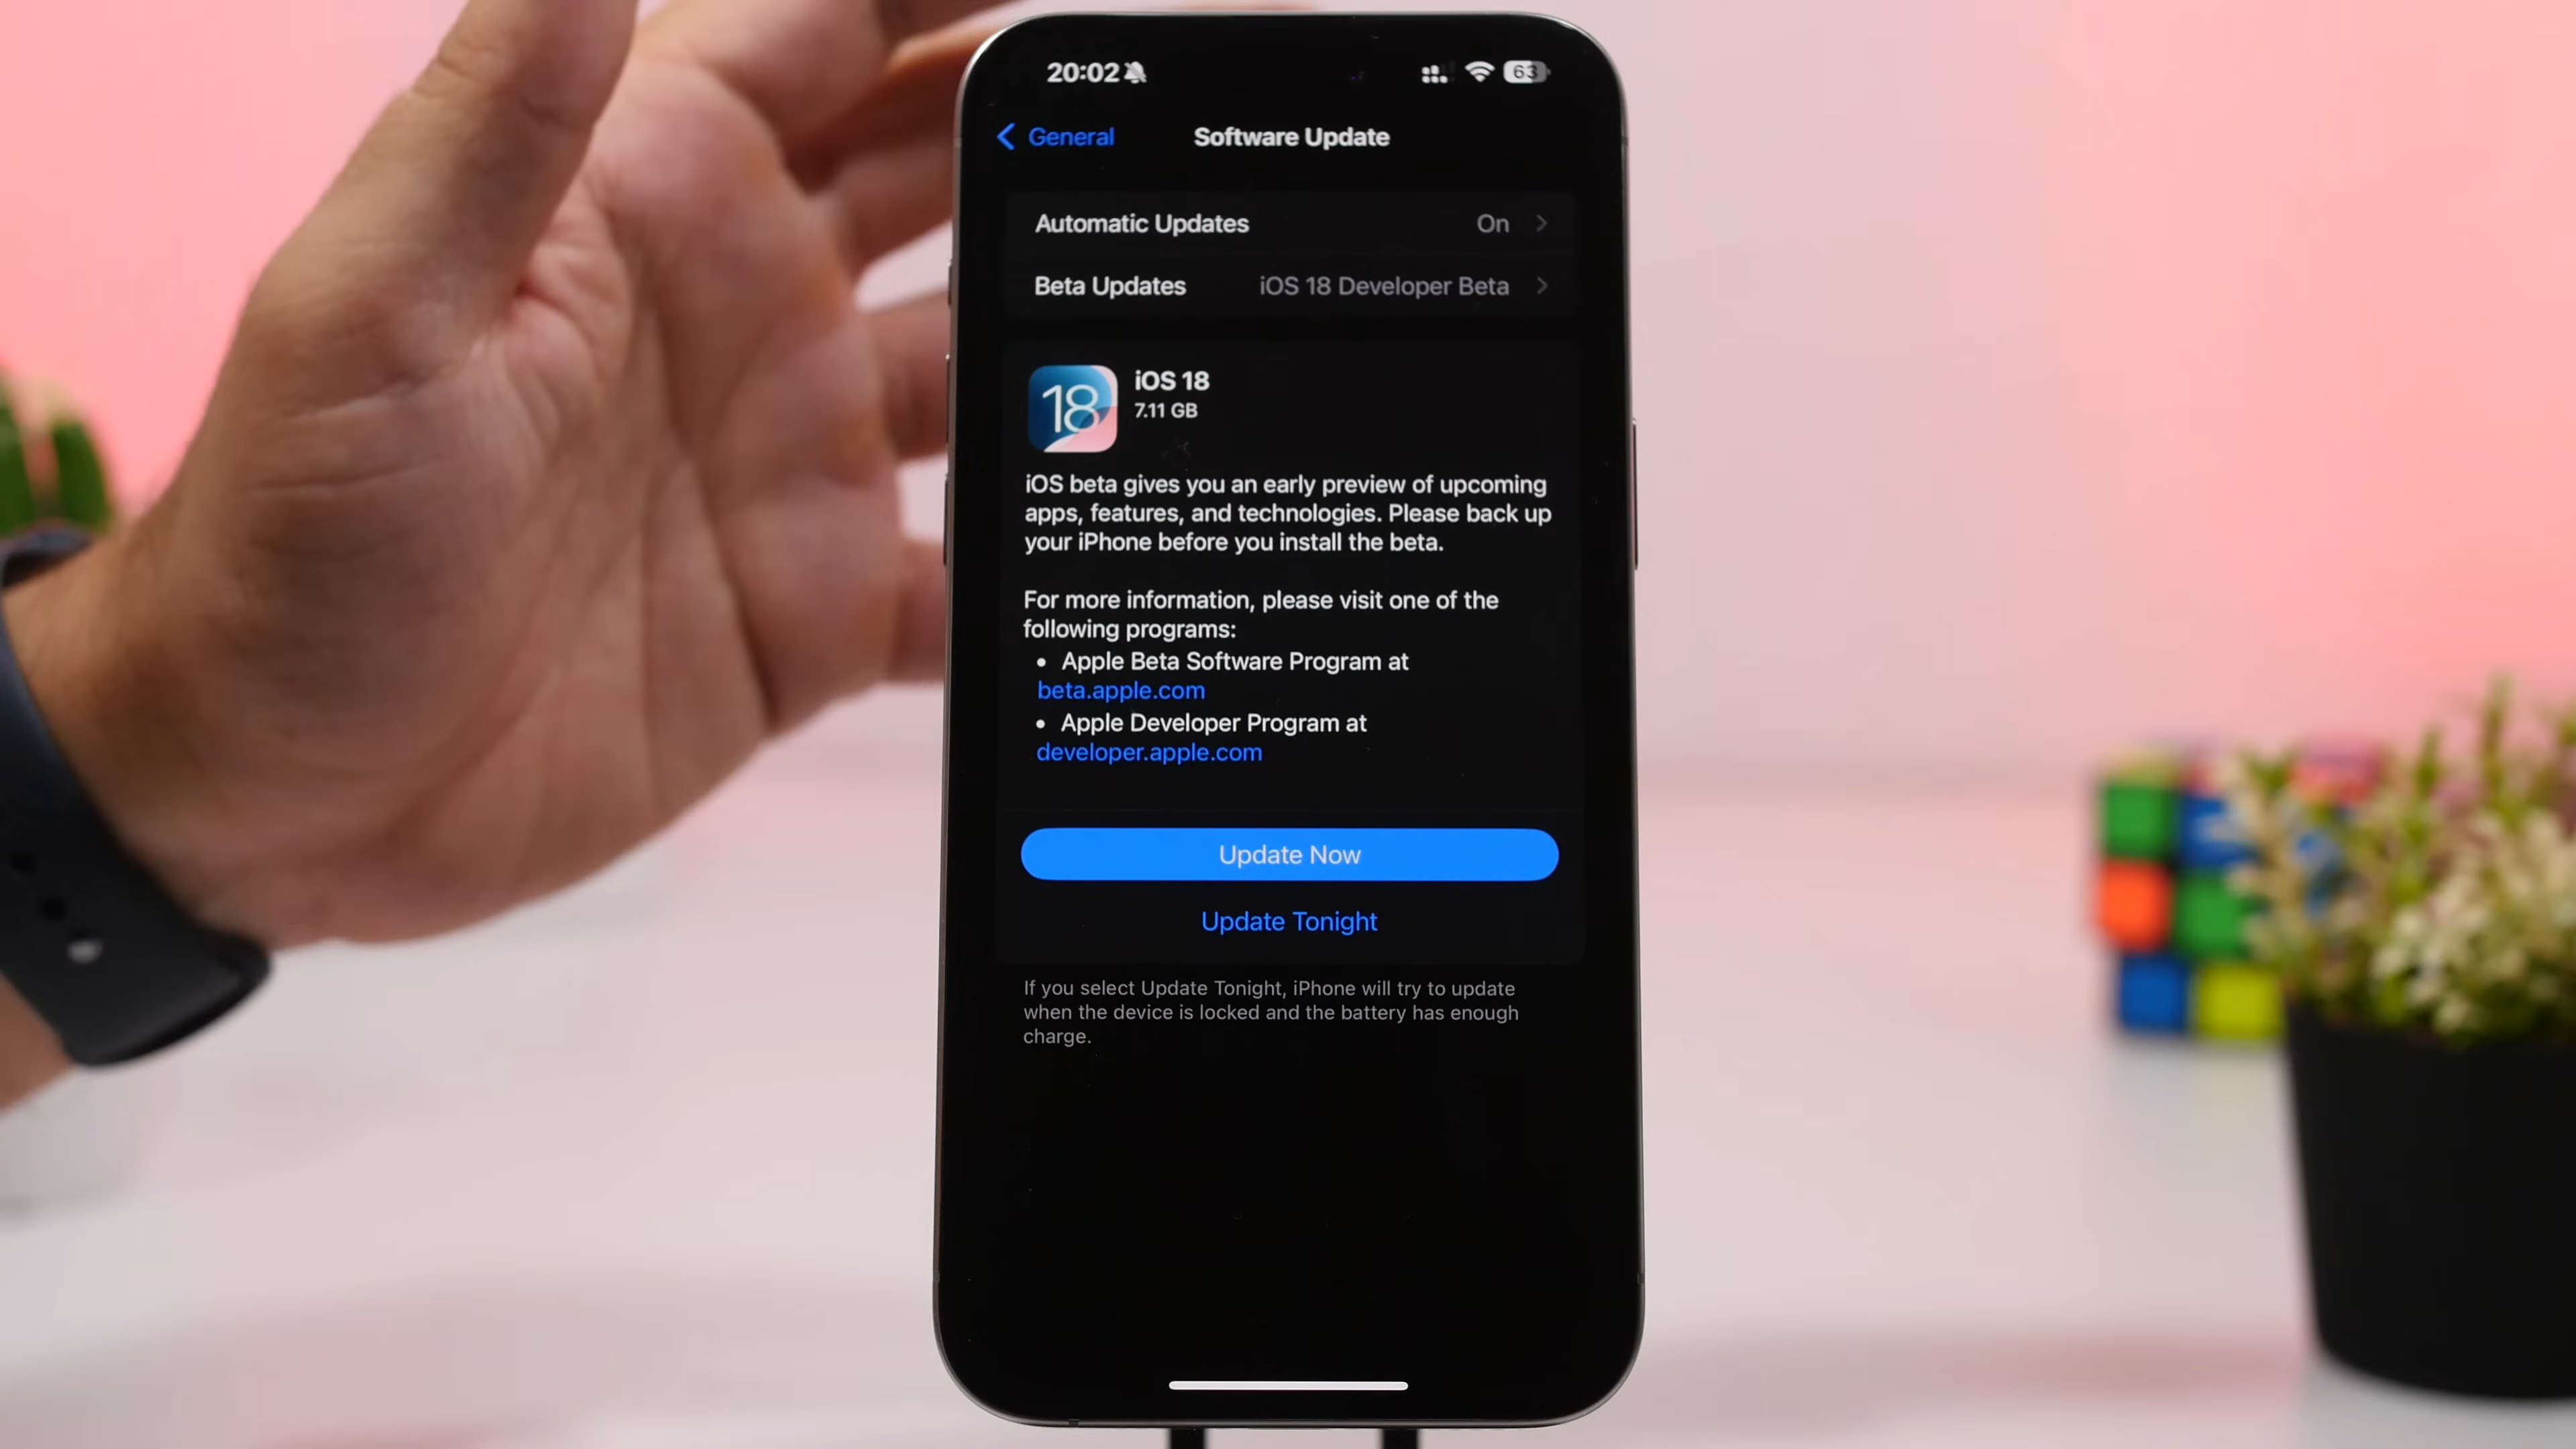 20:02
63
General
Software Update
Automatic Updates On
Beta Updates iOS 18 Developer Beta
18
iOS 18
7.11 GB
iOS beta gives you an early preview of upcoming
apps, features, and technologies. Please back up
your iPhone before you install the beta.
For more information, please visit one of the
following programs:
• Apple Beta Software Program at
beta.apple.com
• Apple Developer Program at
developer.apple.com
Update Now
Update Tonight
If you select Update Tonight, iPhone will try to update
when the device is locked and the battery has enough
charge.